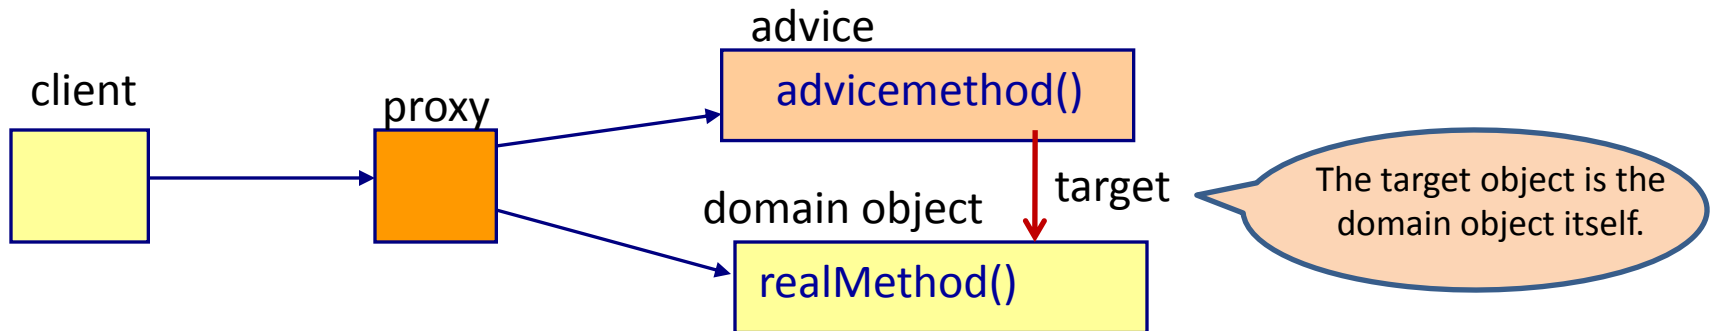 advice
client
advicemethod()
proxy
target
The target object is the
domain object itself.
domain object
realMethod()